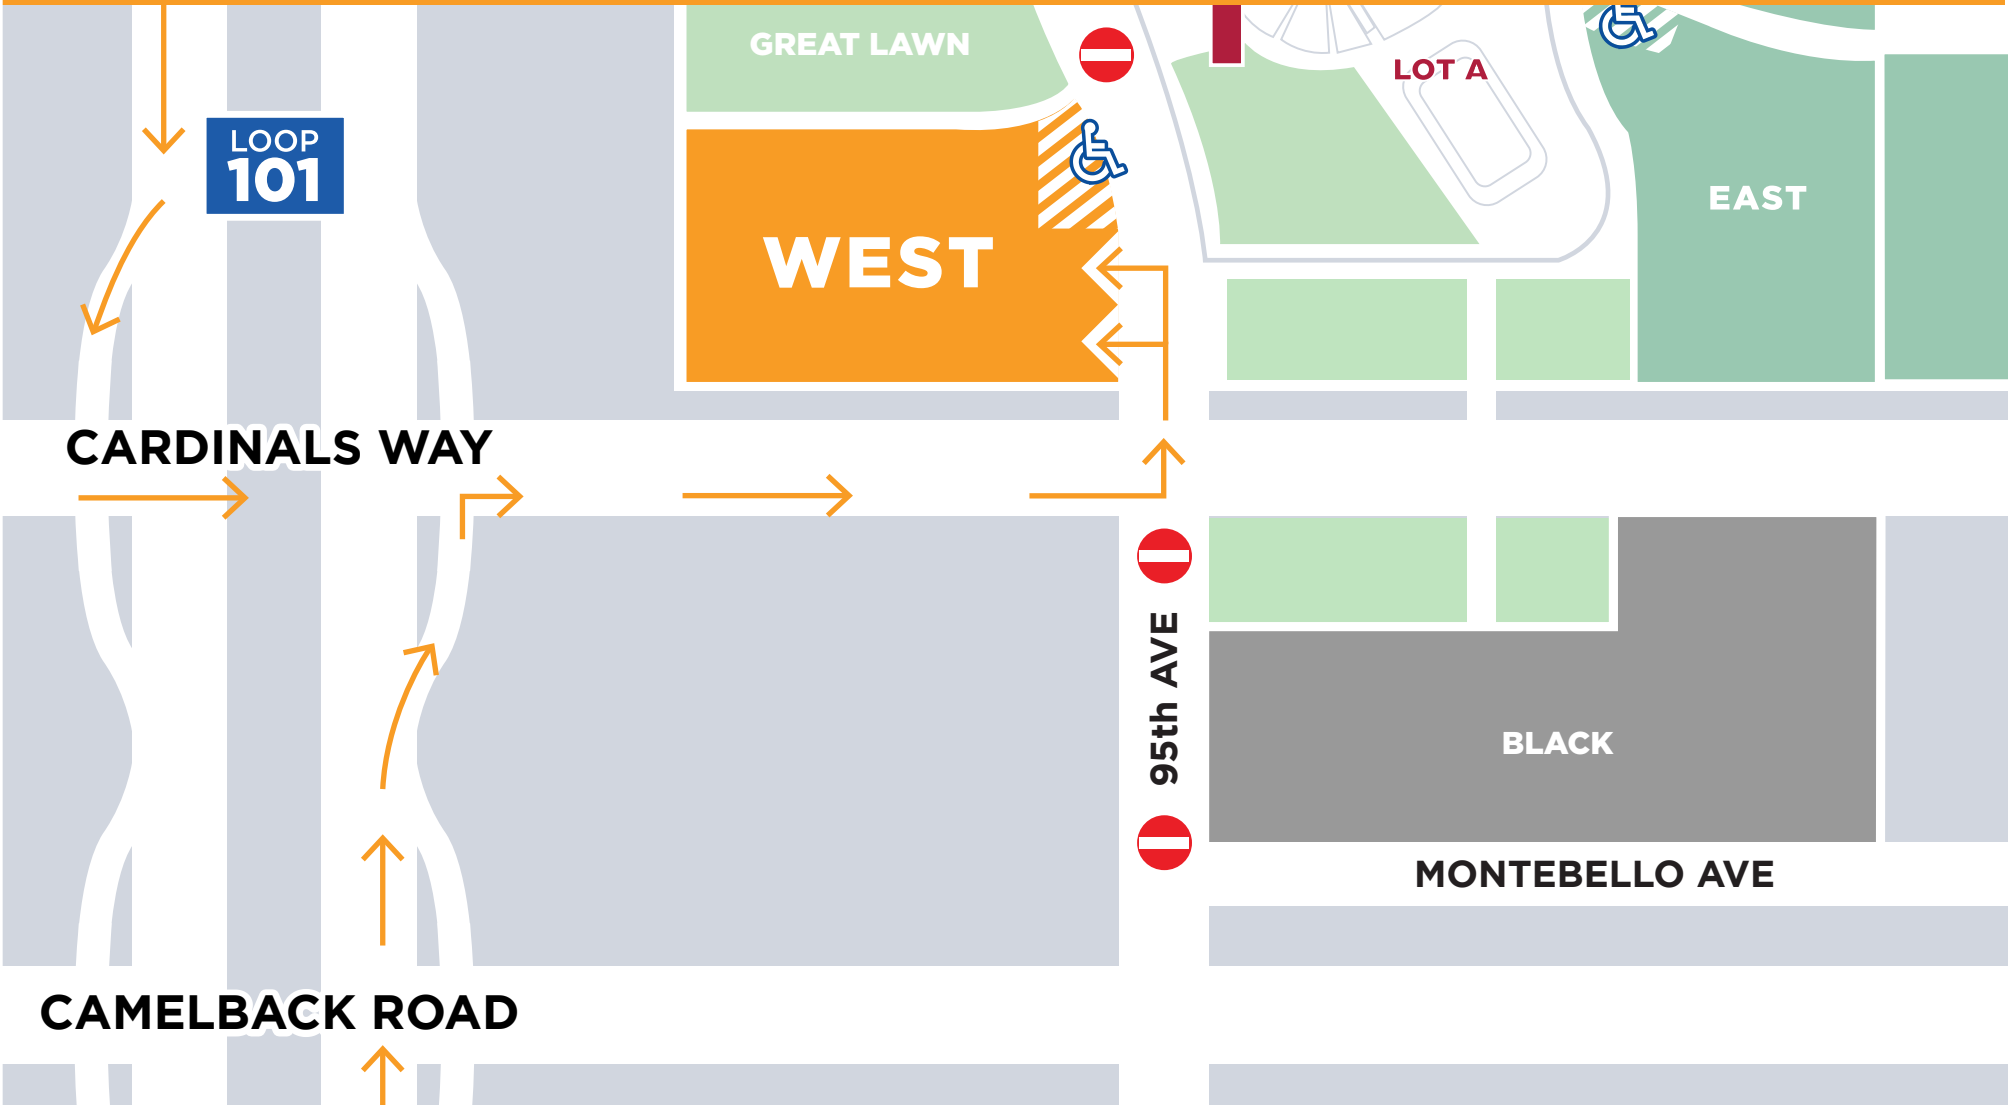 GREAT LAWN
LOT A
LOOP
101
EAST
WEST
CARDINALS WAY
95th AVE
BLACK
MONTEBELLO AVE
CAMELBACK ROAD